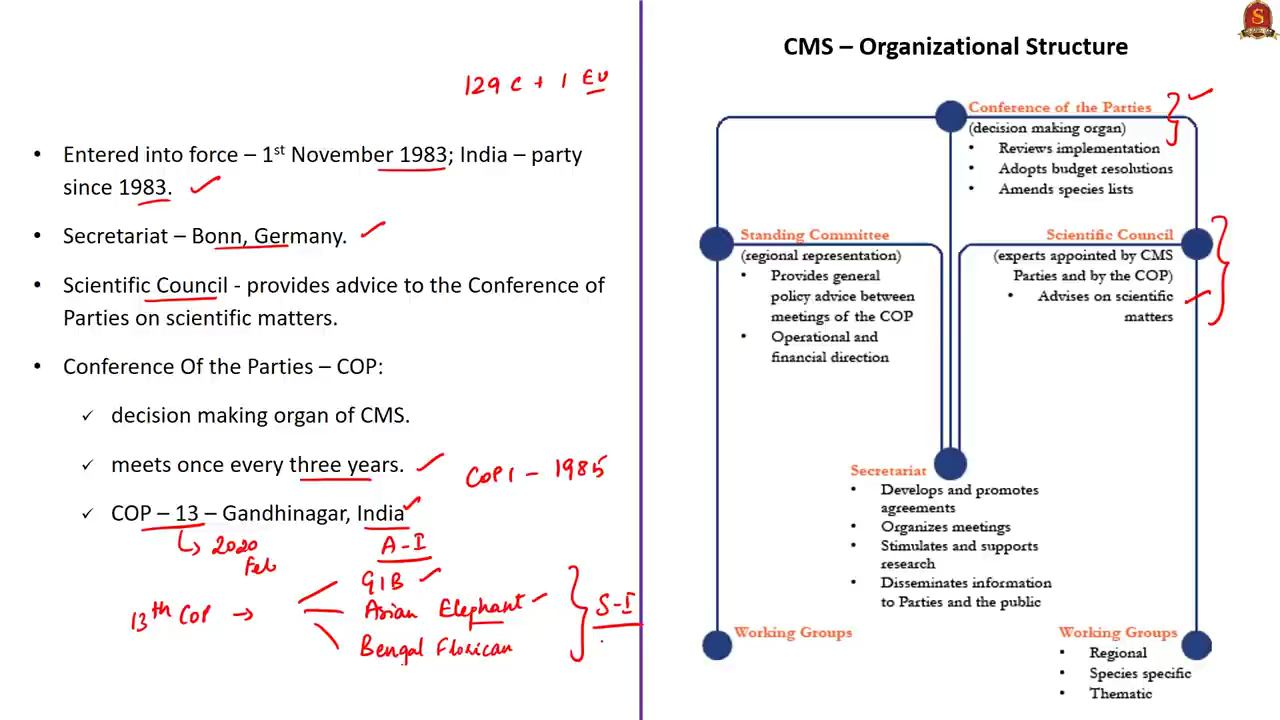 129 C + 1 EU
• Entered into force – 1st November 1983; India – party
since 1983.
• Secretariat – Bonn, Germany.
• Scientific Council - provides advice to the Conference of
Parties on scientific matters.
• Conference Of the Parties – COP:
✓ decision making organ of CMS.
✓ meets once every three years.
COP1 – 1985
✓ COP – 13 – Gandhinagar, India
2020
Feb
A-I
13th COP →
GIB
Asian Elephant
Bengal Florican
S-I
CMS – Organizational Structure
Conference of the Parties
(decision making organ)
• Reviews implementation
• Adopts budget resolutions
• Amends species lists
Standing Committee
(regional representation)
• Provides general
policy advice between
meetings of the COP
• Operational and
financial direction
Scientific Council
(experts appointed by CMS
Parties and by the COP)
• Advises on scientific
matters
Secretariat
• Develops and promotes
agreements
• Organizes meetings
• Stimulates and supports
research
• Disseminates information
to Parties and the public
Working Groups
Working Groups
• Regional
• Species specific
• Thematic